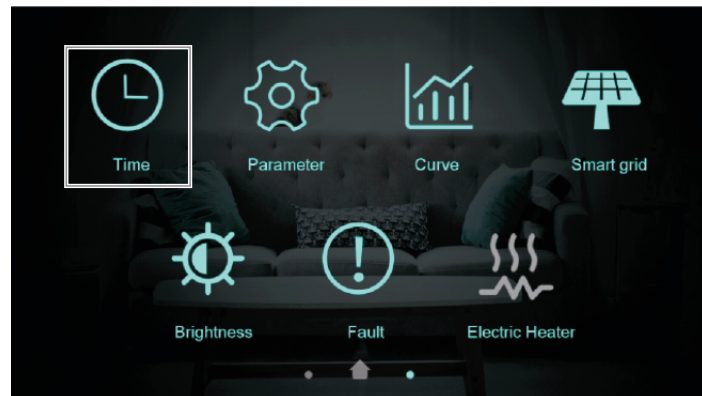 Time
Parameter
Curve
Smart grid
Brightness
Fault
Electric Heater